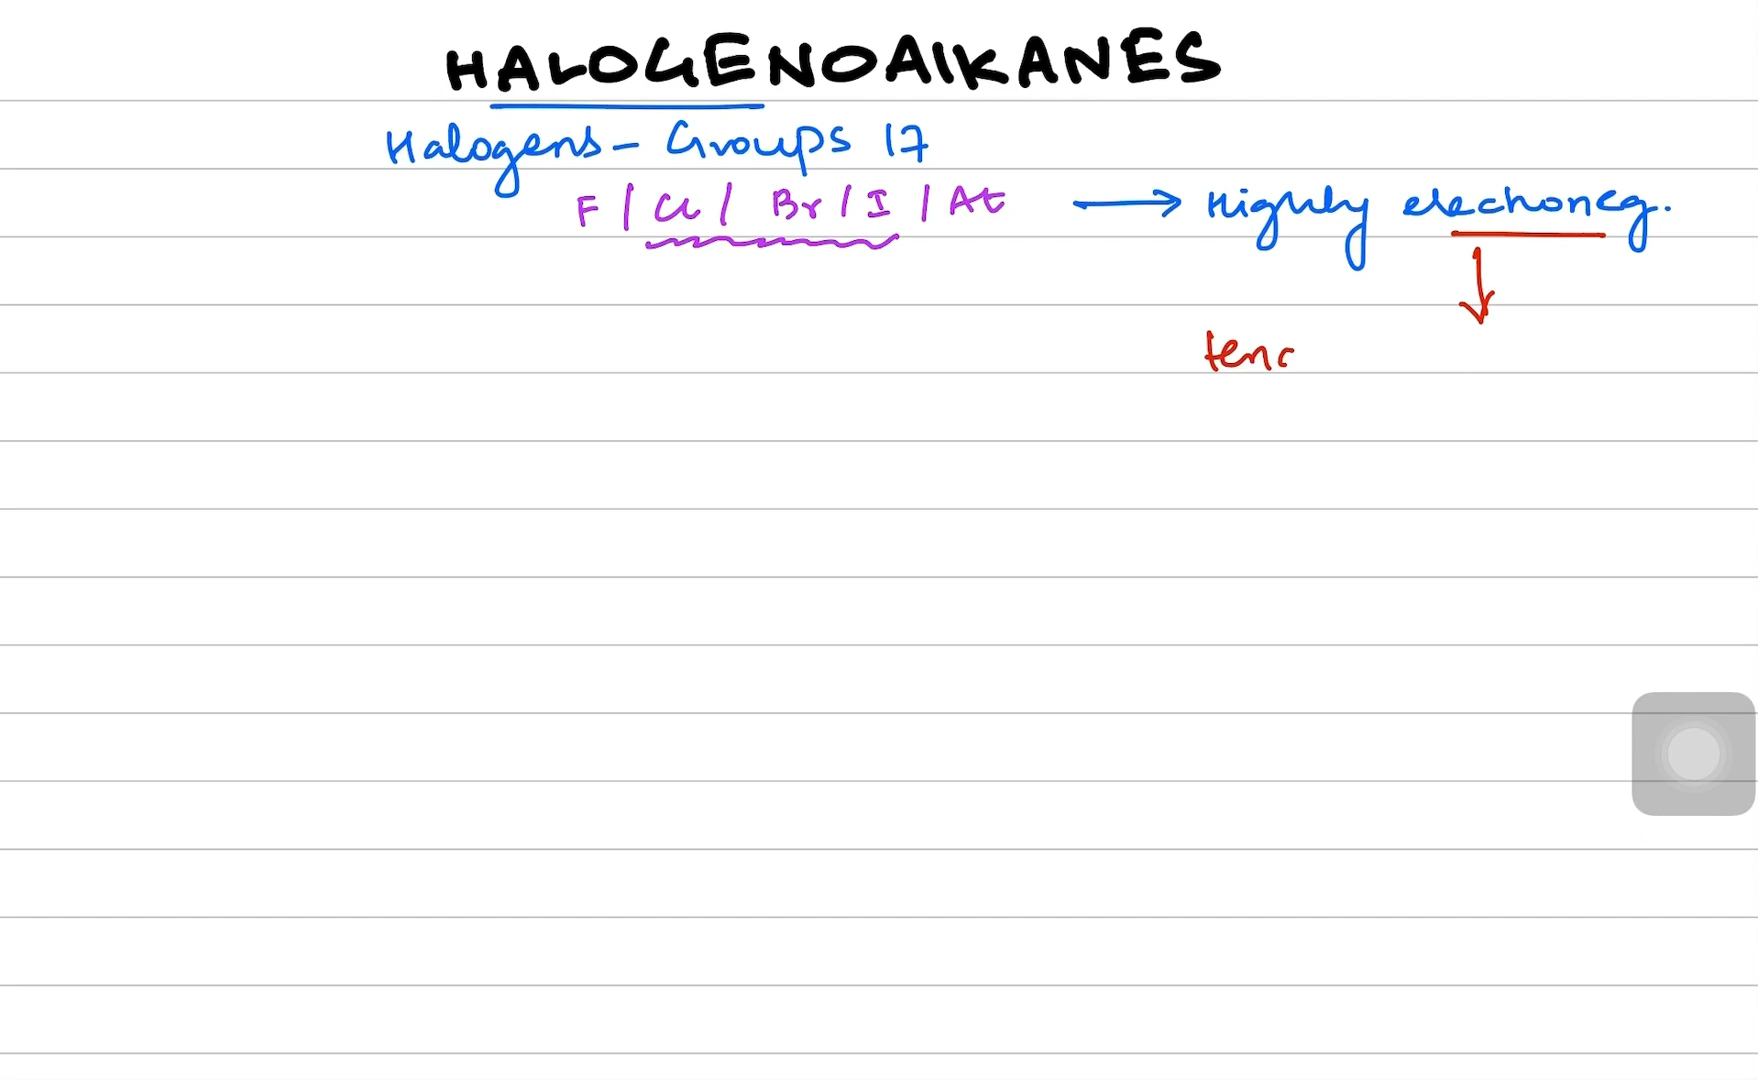 HALOGENOALKANES
Halogens - Groups 17
F / Cl / Br / I / At → Highly electroneg.
tenc